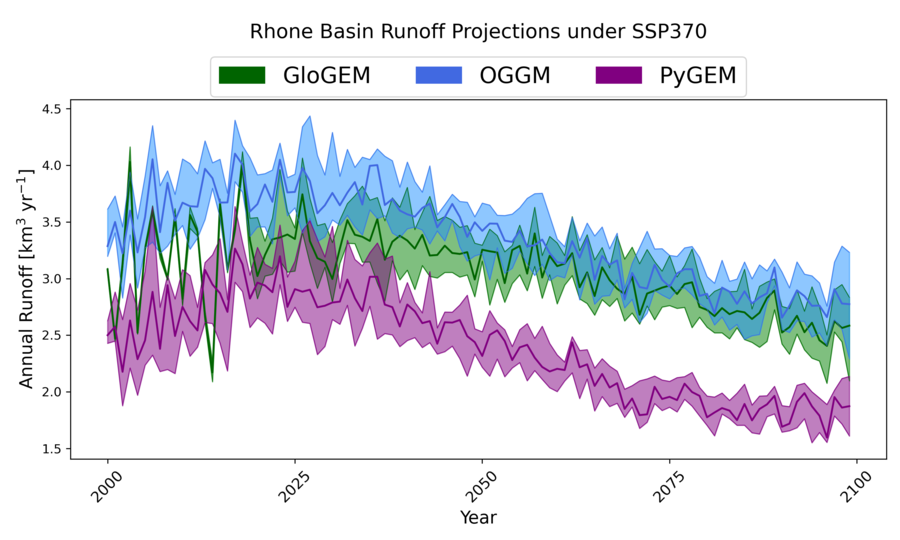 Rhone Basin Runoff Projections under SSP370
GloGEM OGGM PyGEM
4.5
4.0
3.5
3.0
2.5
2.0
1.5
Annual Runoff [km³ yr⁻¹]
2000 2025 2050 2075 2100
Year